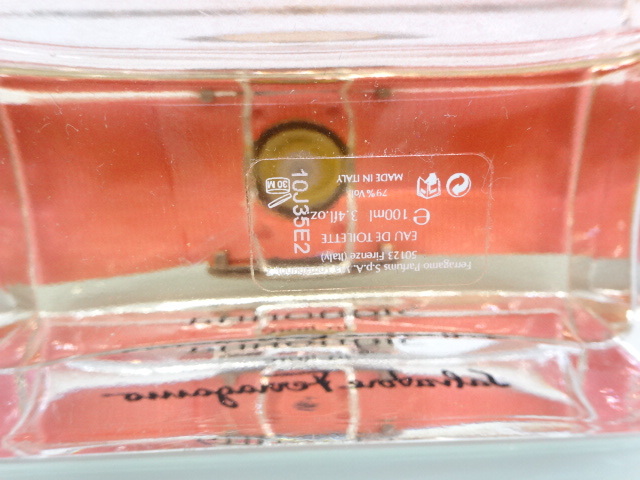 Ferragamo Parfums S.p.A.
50123 Firenze (Italy)
EAU DE TOILETTE
℮ 100ml 3.4fl.oz.
79% Vol
MADE IN ITALY
30 M
10J35E2
Salvatore Ferragamo